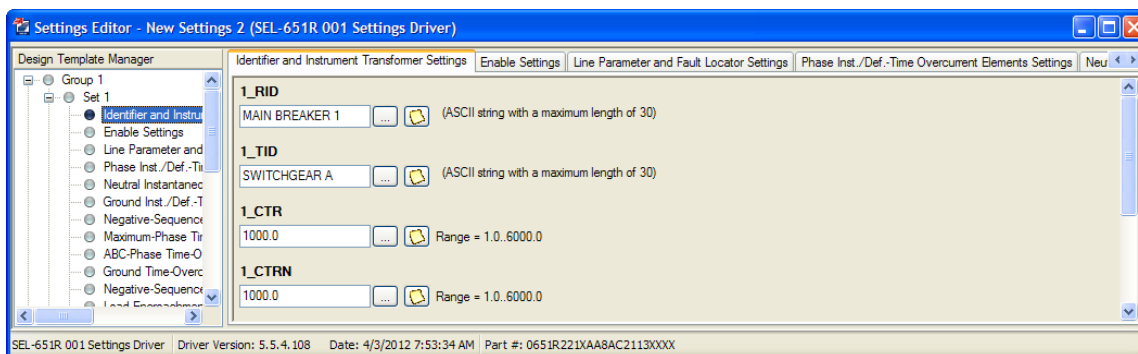 Settings Editor - New Settings 2 (SEL-651R 001 Settings Driver)
Design Template Manager
Group 1
Set 1
Identifier and Instru
Enable Settings
Line Parameter and
Phase Inst./Def.-Ti
Neutral Instantanec
Ground Inst./Def.-T
Negative-Sequence
Maximum-Phase Tir
ABC-Phase Time-O
Ground Time-Overc
Negative-Sequence
Load Encroachmer
Identifier and Instrument Transformer Settings
Enable Settings
Line Parameter and Fault Locator Settings
Phase Inst./Def.-Time Overcurrent Elements Settings
Neu
1_RID
MAIN BREAKER 1 ... (ASCII string with a maximum length of 30)
1_TID
SWITCHGEAR A ... (ASCII string with a maximum length of 30)
1_CTR
1000.0 ... Range = 1.0..6000.0
1_CTRN
1000.0 ... Range = 1.0..6000.0
SEL-651R 001 Settings Driver Driver Version: 5.5.4.108 Date: 4/3/2012 7:53:34 AM Part #: 0651R221XAA8AC2113XXXX